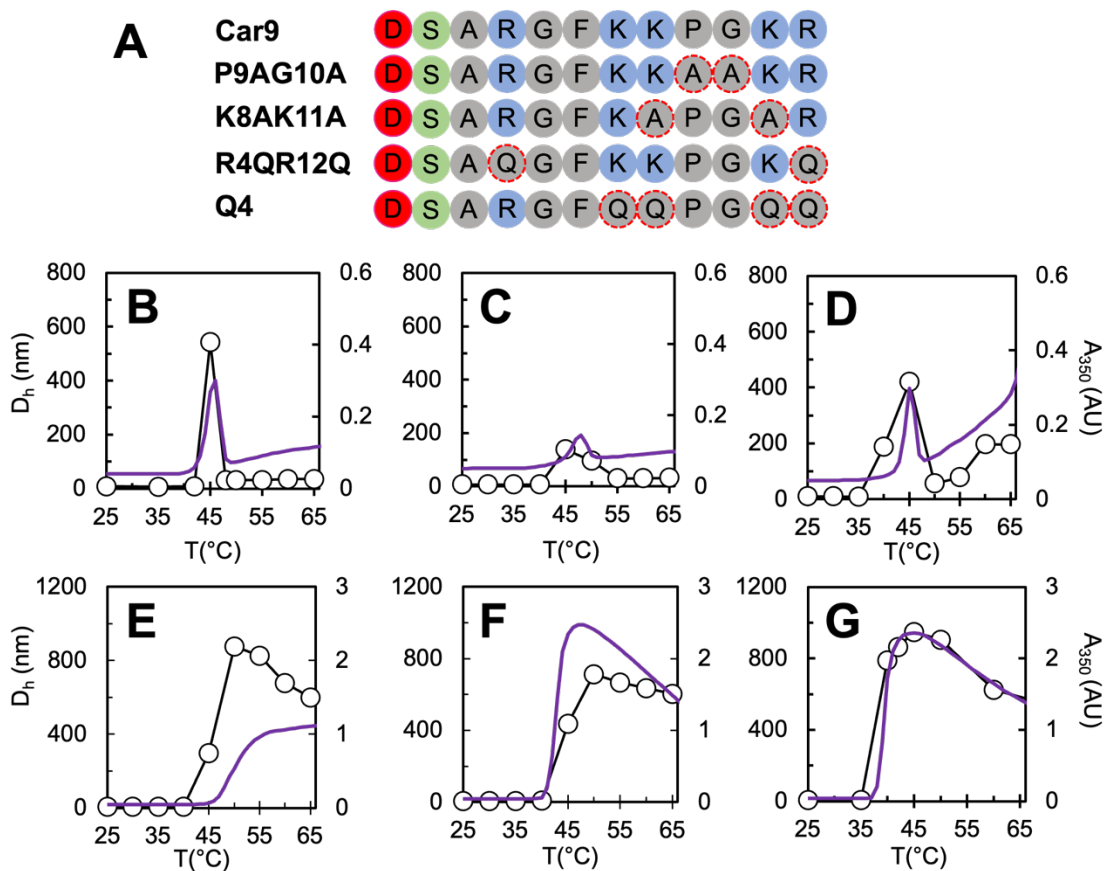 A
Car9 D S A R G F K K P G K R
P9AG10A D S A R G F K K A A K R
K8AK11A D S A R G F K A P G A R
R4QR12Q D S A Q G F K K P G K Q
Q4 D S A R G F Q Q P G Q Q
B
800 600 400 200 0
D_h (nm)
0.6 0.4 0.2 0
25 35 45 55 65
T(°C)
C
800 600 400 200 0
0.6 0.4 0.2 0
25 35 45 55 65
T(°C)
D
800 600 400 200 0
0.6 0.4 0.2 0
A_350 (AU)
25 35 45 55 65
T(°C)
E
1200 800 400 0
D_h (nm)
3 2 1 0
25 35 45 55 65
T(°C)
F
1200 800 400 0
3 2 1 0
25 35 45 55 65
T(°C)
G
1200 800 400 0
3 2 1 0
A_350 (AU)
25 35 45 55 65
T(°C)